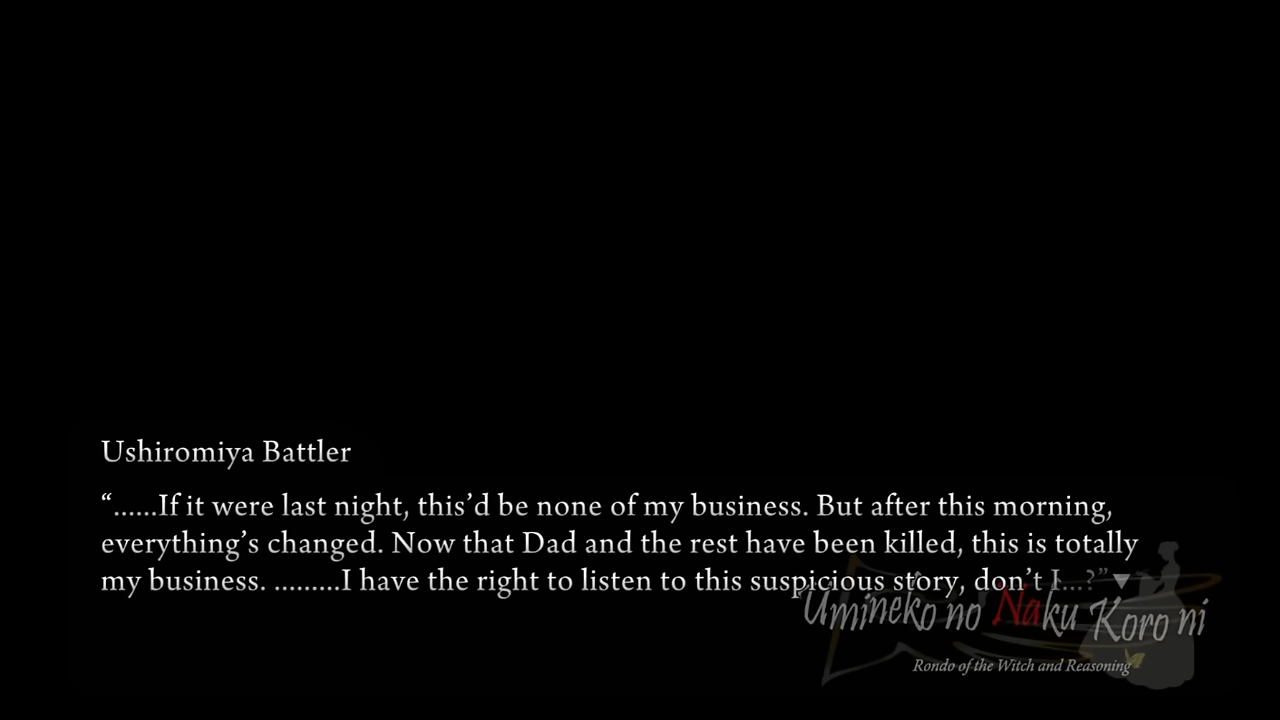 Ushiromiya Battler
“......If it were last night, this’d be none of my business. But after this morning,
everything’s changed. Now that Dad and the rest have been killed, this is totally
my business. .........I have the right to listen to this suspicious story, don’t I...?”
Umineko no Naku Koro ni
Rondo of the Witch and Reasoning